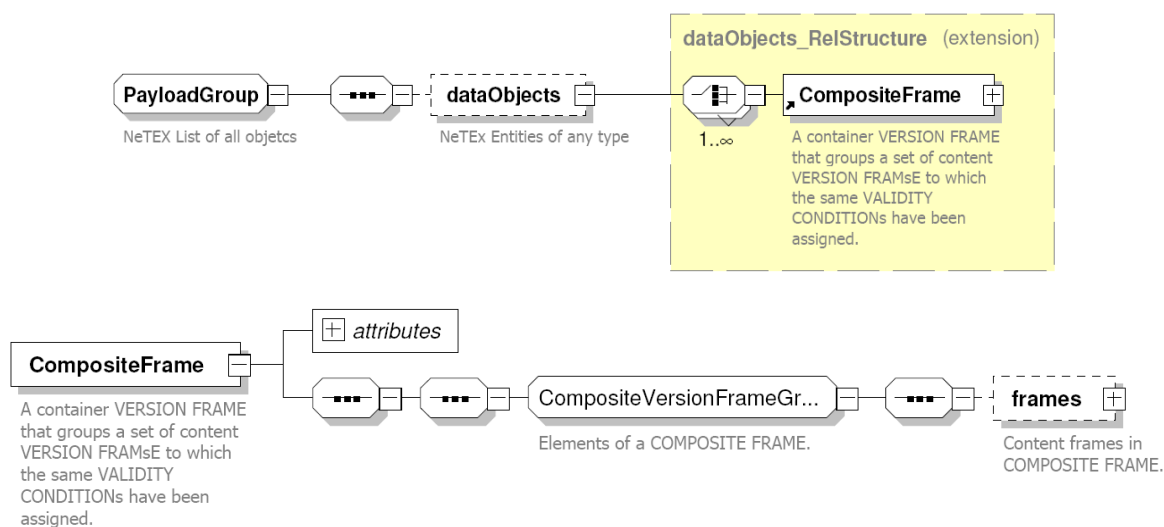 dataObjects_RelStructure (extension)
PayloadGroup
dataObjects
CompositeFrame
NeTEX List of all objetcs
NeTEx Entities of any type
1..∞
A container VERSION FRAME
that groups a set of content
VERSION FRAMsE to which
the same VALIDITY
CONDITIONs have been
assigned.
attributes
CompositeFrame
CompositeVersionFrameGr...
frames
A container VERSION FRAME
that groups a set of content
VERSION FRAMsE to which
the same VALIDITY
CONDITIONs have been
assigned.
Elements of a COMPOSITE FRAME.
Content frames in
COMPOSITE FRAME.